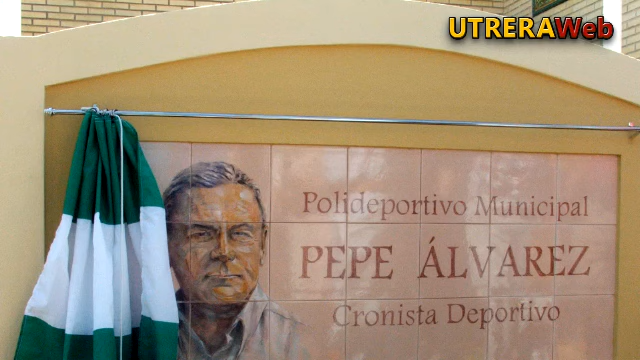 UTRERAWeb
Polideportivo Municipal
PEPE ÁLVAREZ
Cronista Deportivo